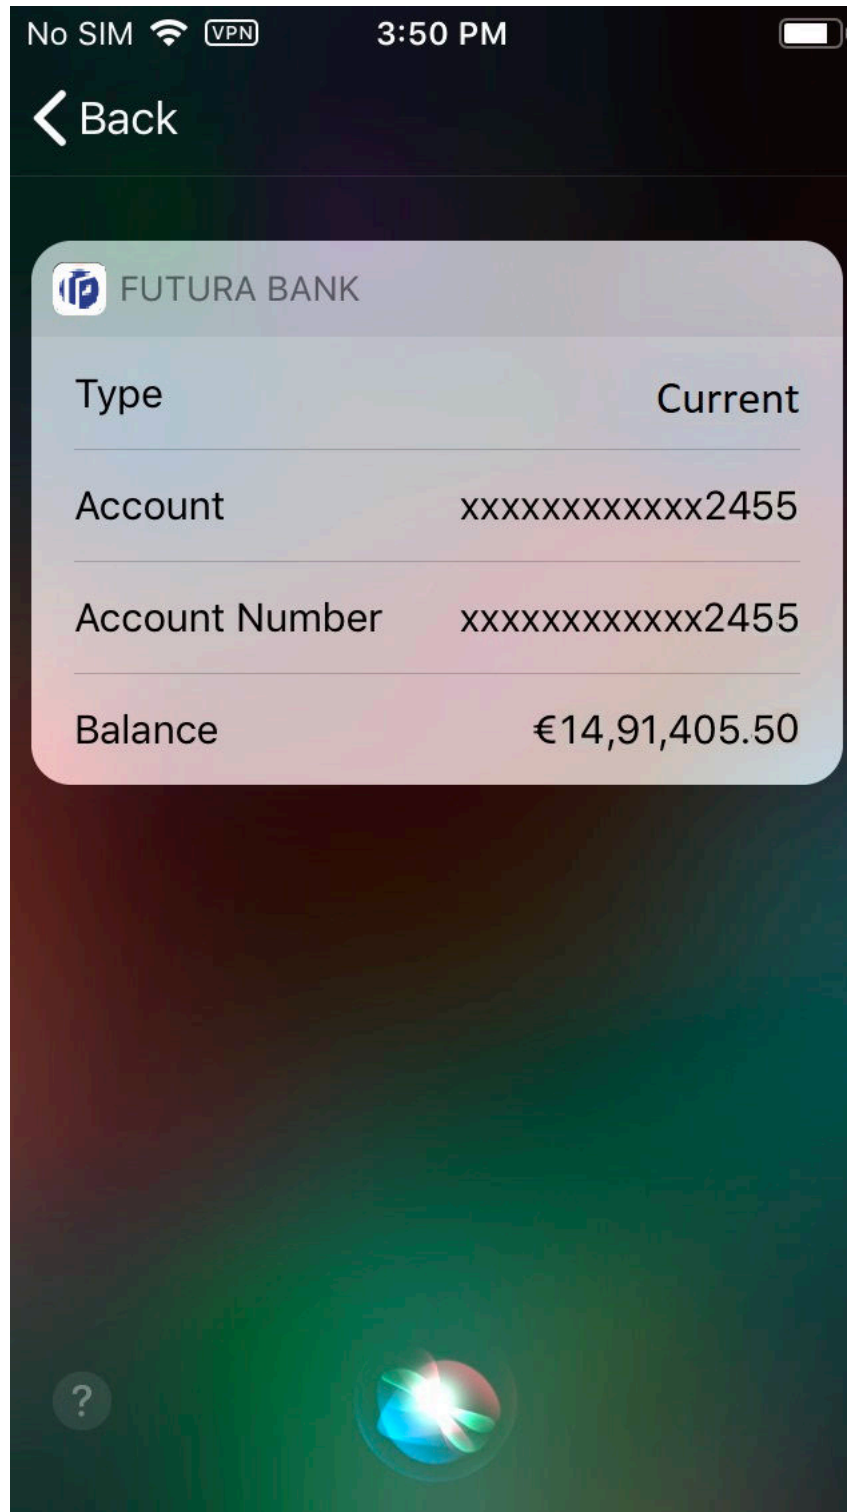 No SIM VPN 3:50 PM
Back
FUTURA BANK
Type Current
Account xxxxxxxxxxxx2455
Account Number xxxxxxxxxxxx2455
Balance €14,91,405.50
?